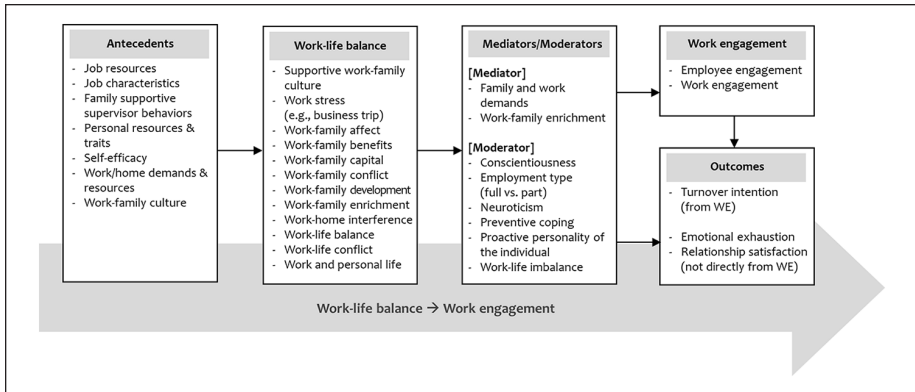 Antecedents
- Job resources
- Job characteristics
- Family supportive
supervisor behaviors
- Personal resources &
traits
- Self-efficacy
- Work/home demands &
resources
- Work-family culture
Work-life balance
- Supportive work-family
culture
- Work stress
(e.g., business trip)
- Work-family affect
- Work-family benefits
- Work-family capital
- Work-family conflict
- Work-family development
- Work-family enrichment
- Work-home interference
- Work-life balance
- Work-life conflict
- Work and personal life
Mediators/Moderators
[Mediator]
- Family and work
demands
- Work-family enrichment
[Moderator]
- Conscientiousness
- Employment type
(full vs. part)
- Neuroticism
- Preventive coping
- Proactive personality of
the individual
- Work-life imbalance
Work engagement
- Employee engagement
- Work engagement
Outcomes
- Turnover intention
(from WE)
- Emotional exhaustion
- Relationship satisfaction
(not directly from WE)
Work-life balance → Work engagement